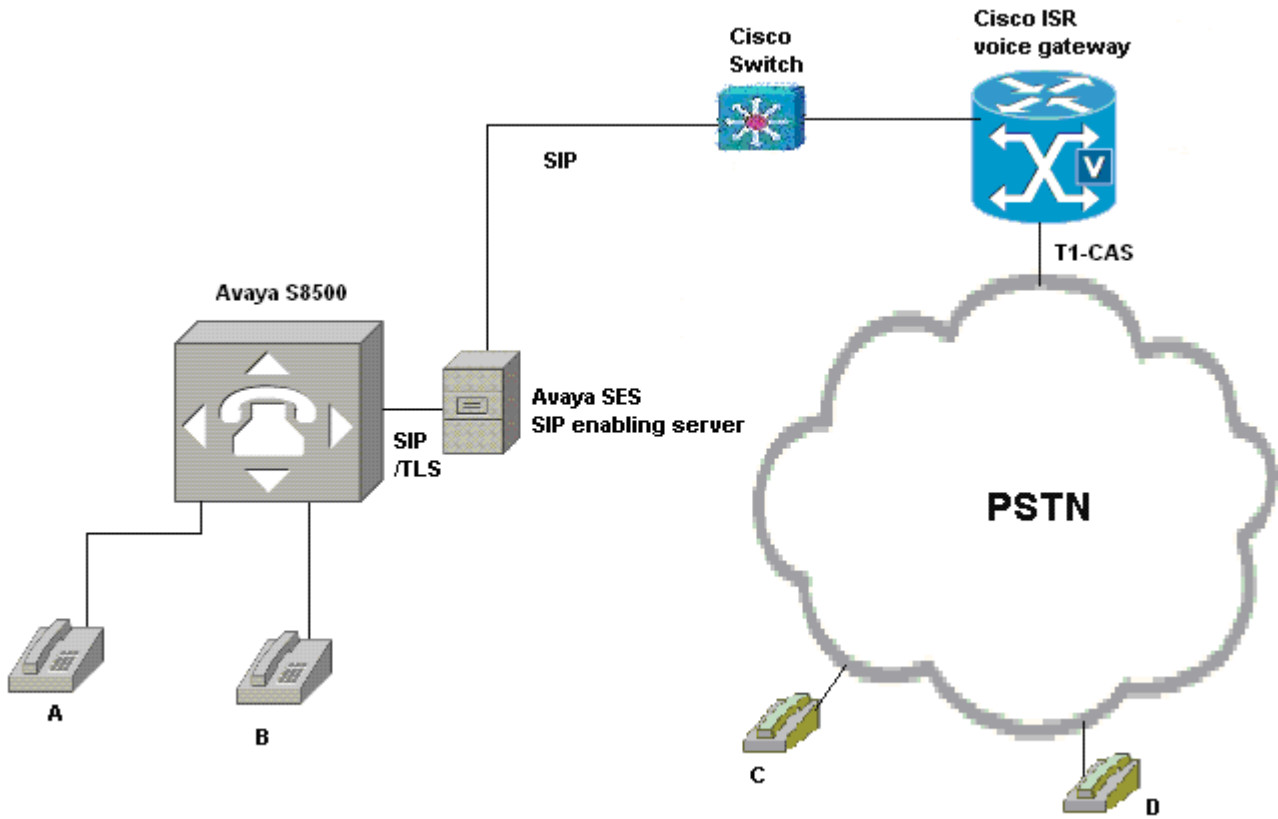 Cisco ISR
voice gateway
Cisco
Switch
SIP
V
T1-CAS
Avaya S8500
Avaya SES
SIP enabling server
SIP
/TLS
PSTN
A
B
C
D